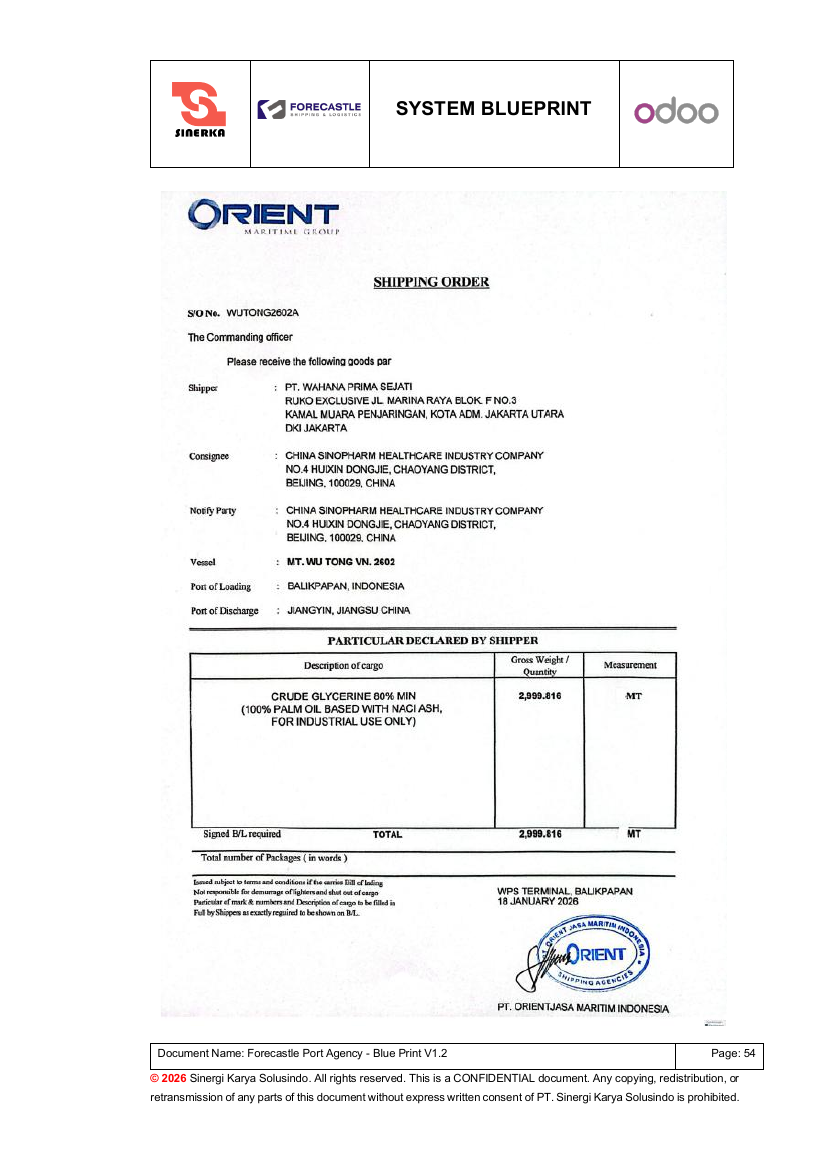 SINERKA
FORECASTLE
SHIPPING & LOGISTICS
SYSTEM BLUEPRINT
odoo
ORIENT
MARITIME GROUP
SHIPPING ORDER
S/O No. WUTONG2602A
The Commanding officer
Please receive the following goods par
Shipper : PT. WAHANA PRIMA SEJATI
RUKO EXCLUSIVE JL. MARINA RAYA BLOK. F NO.3
KAMAL MUARA PENJARINGAN, KOTA ADM. JAKARTA UTARA
DKI JAKARTA
Consignee : CHINA SINOPHARM HEALTHCARE INDUSTRY COMPANY
NO.4 HUIXIN DONGJIE, CHAOYANG DISTRICT,
BEIJING, 100029, CHINA
Notify Party : CHINA SINOPHARM HEALTHCARE INDUSTRY COMPANY
NO.4 HUIXIN DONGJIE, CHAOYANG DISTRICT,
BEIJING, 100029, CHINA
Vessel : MT. WU TONG VN. 2602
Port of Loading : BALIKPAPAN, INDONESIA
Port of Discharge : JIANGYIN, JIANGSU CHINA
PARTICULAR DECLARED BY SHIPPER
Description of cargo Gross Weight / Quantity Measurement
CRUDE GLYCERINE 80% MIN 2,999.816 MT
(100% PALM OIL BASED WITH NACI ASH,
FOR INDUSTRIAL USE ONLY)
Signed B/L required TOTAL 2,999.816 MT
Total number of Packages ( in words )
Issued subject to terms and conditions if the carries Bill of lading
Not responsible for demurrage of lighters and shut out of cargo
Particular of mark & numbers and Description of cargo to be filled in
Full by Shippers as exactly required to be shown on B/L.
WPS TERMINAL, BALIKPAPAN
18 JANUARY 2026
PT. ORIENT JASA MARITIM INDONESIA
ORIENT
SHIPPING AGENCIES
PT. ORIENTJASA MARITIM INDONESIA
Document Name: Forecastle Port Agency - Blue Print V1.2 Page: 54
© 2026 Sinergi Karya Solusindo. All rights reserved. This is a CONFIDENTIAL document. Any copying, redistribution, or
retransmission of any parts of this document without express written consent of PT. Sinergi Karya Solusindo is prohibited.